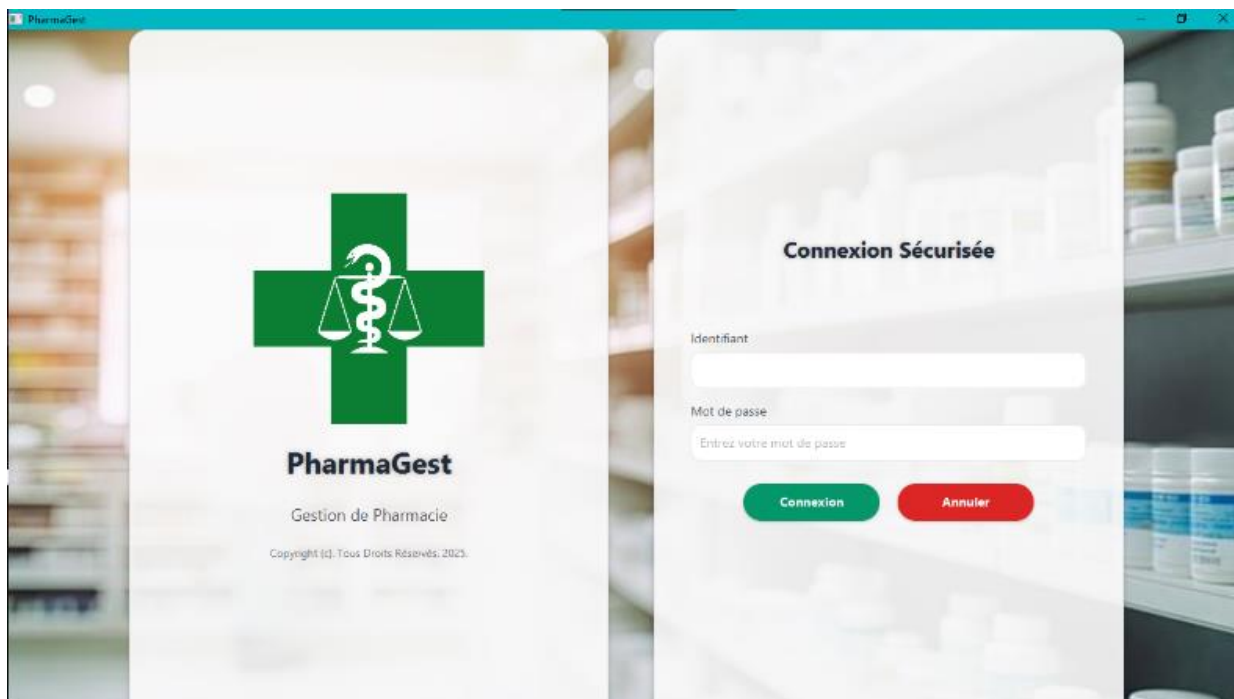 PharmaGest
PharmaGest
Gestion de Pharmacie
Copyright (c). Tous Droits Réservés. 2025.
Connexion Sécurisée
Identifiant
Mot de passe
Entrez votre mot de passe
Connexion
Annuler